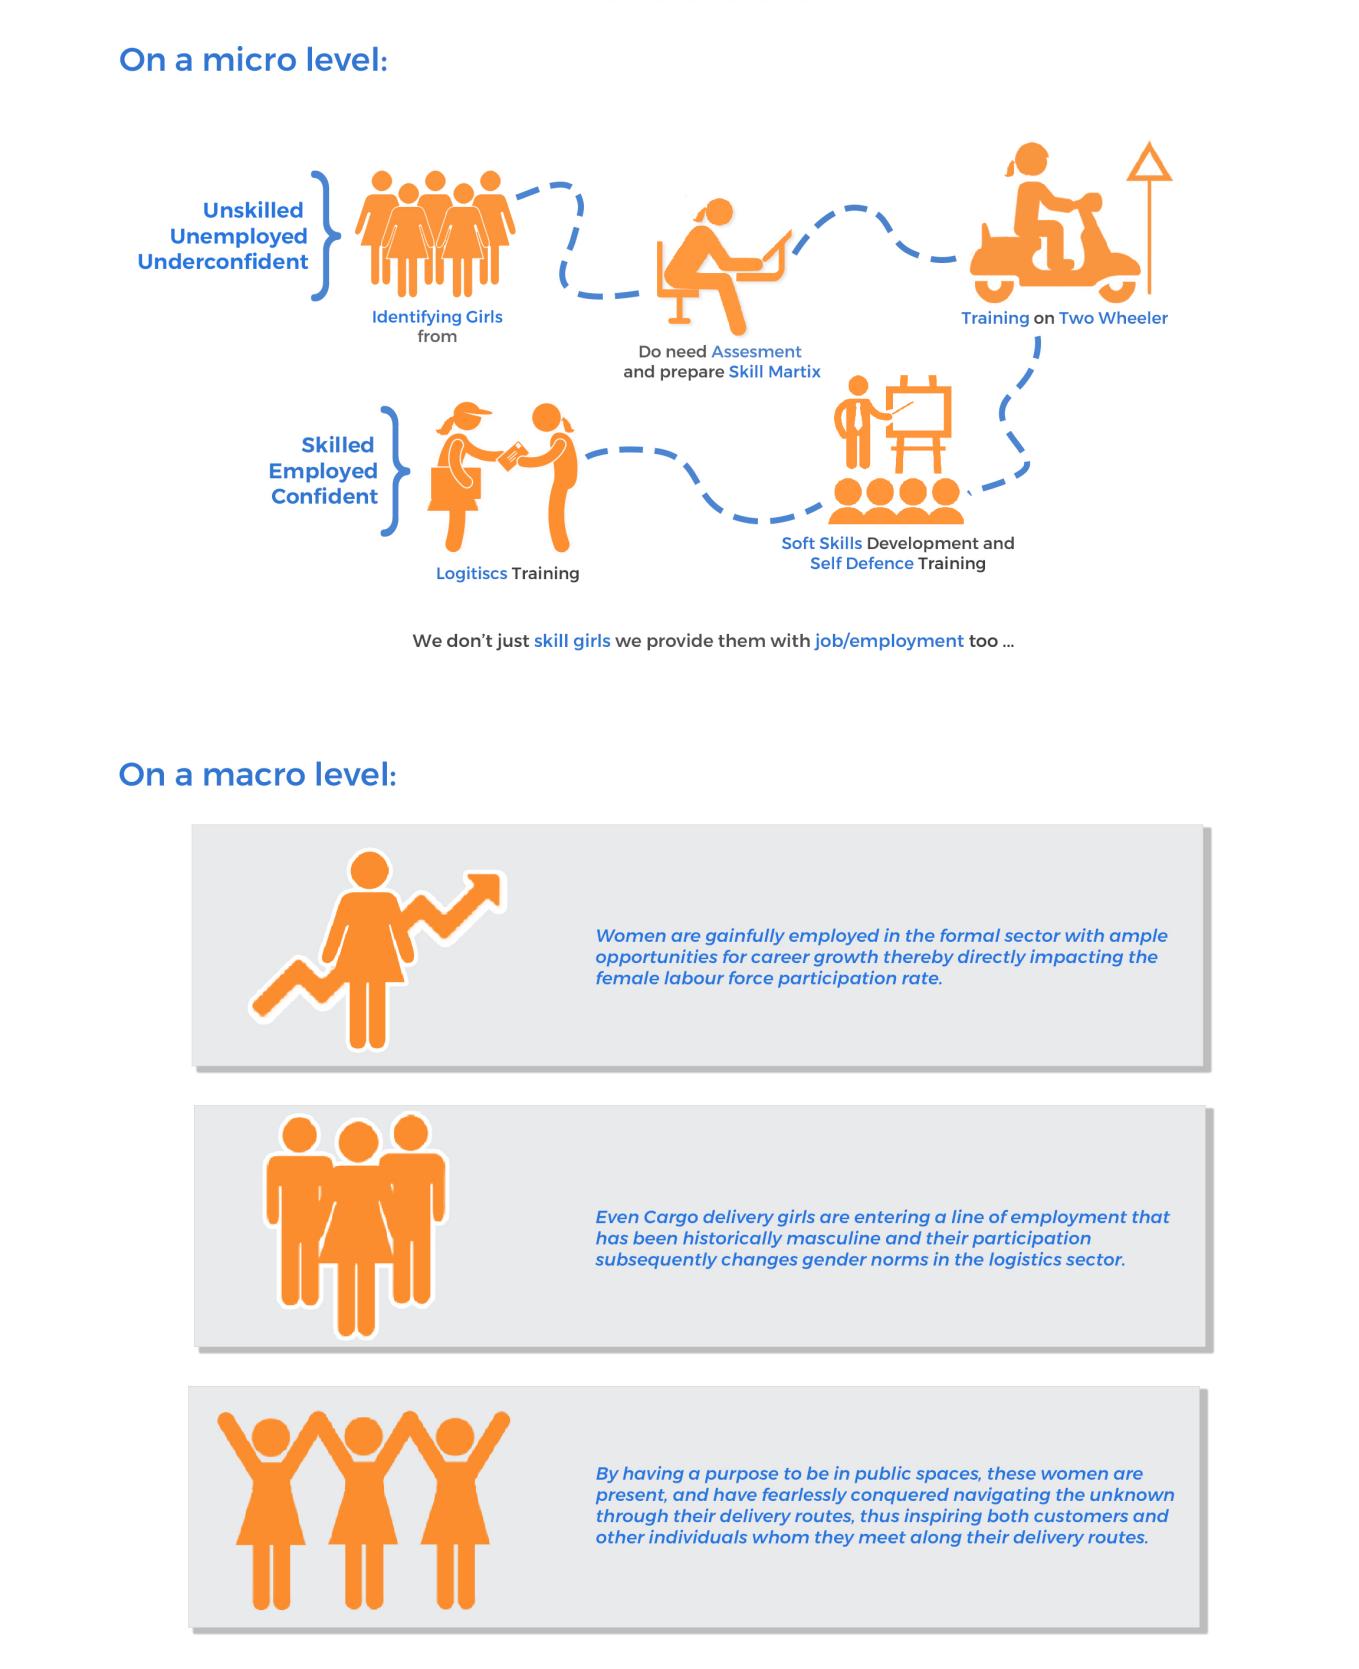 On a micro level:
Unskilled
Unemployed
Underconfident
Identifying Girls
from
Do need Assesment
and prepare Skill Martix
Training on Two Wheeler
Soft Skills Development and
Self Defence Training
Logitiscs Training
Skilled
Employed
Confident
We don't just skill girls we provide them with job/employment too ...
On a macro level:
Women are gainfully employed in the formal sector with ample
opportunities for career growth thereby directly impacting the
female labour force participation rate.
Even Cargo delivery girls are entering a line of employment that
has been historically masculine and their participation
subsequently changes gender norms in the logistics sector.
By having a purpose to be in public spaces, these women are
present, and have fearlessly conquered navigating the unknown
through their delivery routes, thus inspiring both customers and
other individuals whom they meet along their delivery routes.